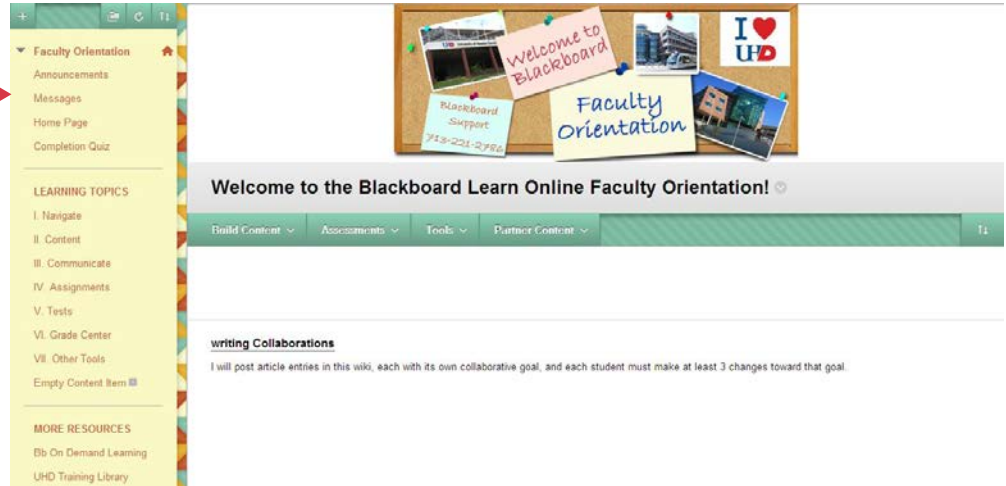 Faculty Orientation
Announcements
Messages
Home Page
Completion Quiz
LEARNING TOPICS
I. Navigate
II. Content
III. Communicate
IV. Assignments
V. Tests
VI. Grade Center
VII. Other Tools
Empty Content Item
MORE RESOURCES
Bb On Demand Learning
UHD Training Library
Welcome to
Blackboard
I
UHD
Blackboard
Support
713-221-2786
Faculty
Orientation
Welcome to the Blackboard Learn Online Faculty Orientation!
Build Content Assessments Tools Partner Content
writing Collaborations
I will post article entries in this wiki, each with its own collaborative goal, and each student must make at least 3 changes toward that goal.